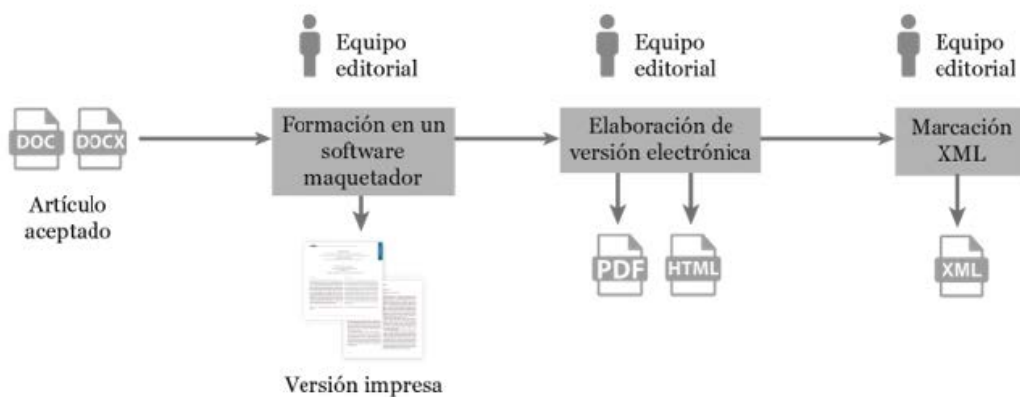 Equipo
editorial
Equipo
editorial
Equipo
editorial
DOC
DOCX
Artículo
aceptado
Formación en un
software
maquetador
Elaboración de
versión electrónica
Marcación
XML
PDF
HTML
XML
Versión impresa